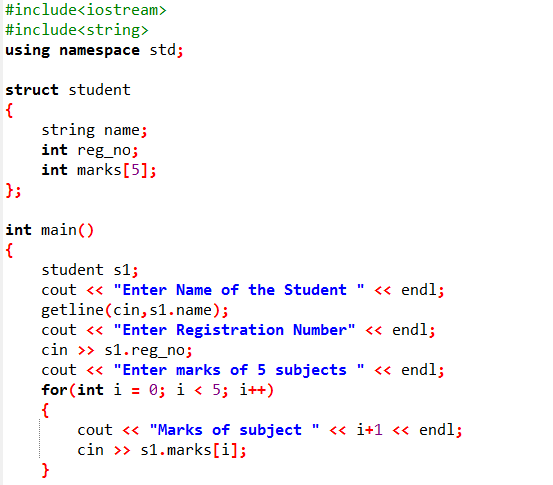 #include<iostream>
#include<string>
using namespace std;
struct student
{
string name;
int reg_no;
int marks[5];
};
int main()
{
student s1;
cout << "Enter Name of the Student " << endl;
getline(cin,s1.name);
cout << "Enter Registration Number" << endl;
cin >> s1.reg_no;
cout << "Enter marks of 5 subjects " << endl;
for(int i = 0; i < 5; i++)
{
cout << "Marks of subject " << i+1 << endl;
cin >> s1.marks[i];
}